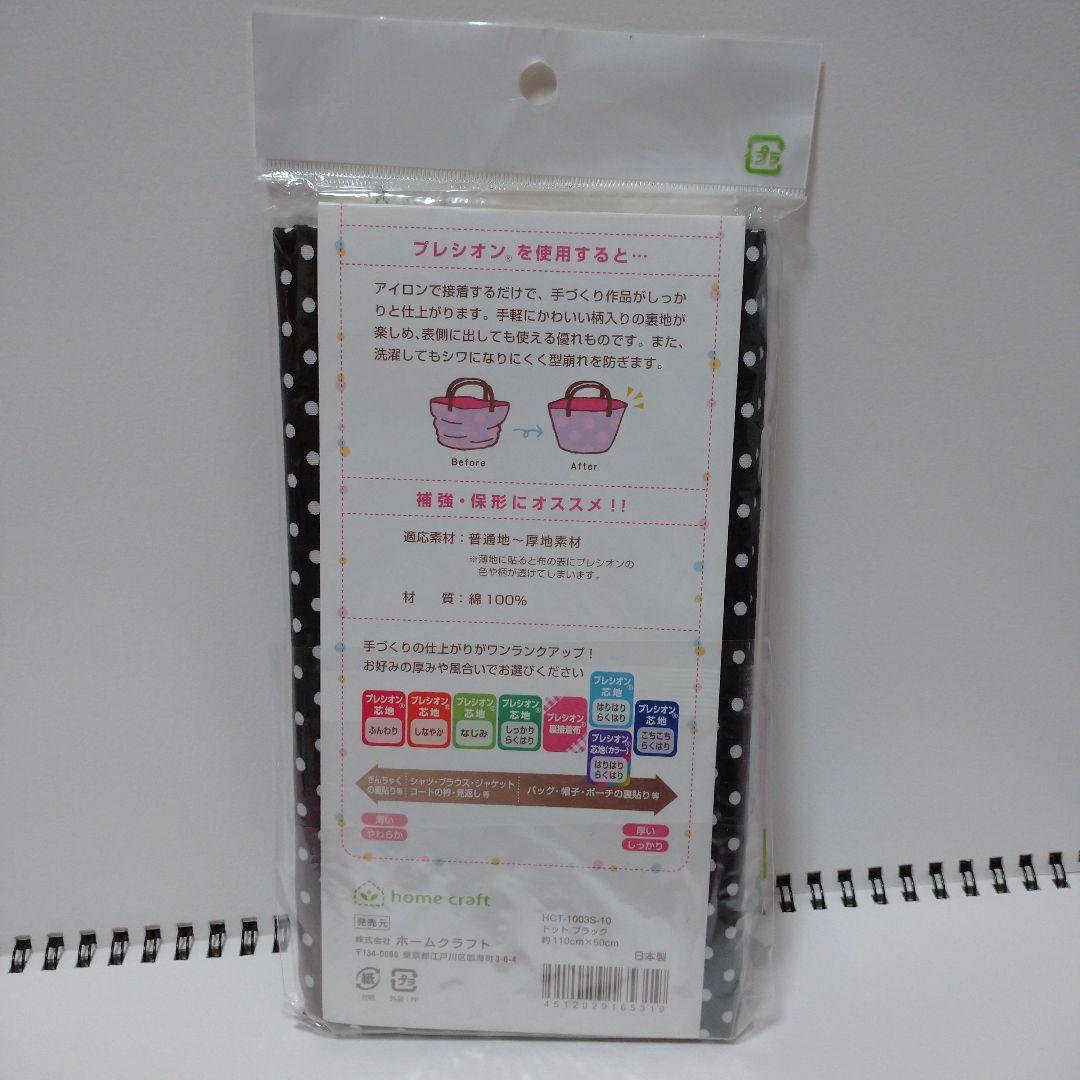 プラ
プレシオン®を使用すると…
アイロンで接着するだけで、手づくり作品がしっか
りと仕上がります。手軽にかわいい柄入りの裏地が
楽しめ、表側に出しても使える優れものです。また、
洗濯してもシワになりにくく型崩れを防ぎます。
Before
After
補強・保形にオススメ!!
適応素材:普通地〜厚地素材
※薄地に貼ると布の表にプレシオンの
色や柄が透けてしまいます。
材　質:綿100%
手づくりの仕上がりがワンランクアップ!
お好みの厚みや風合いでお選びください
プレシオン®
芯地
ふんわり
プレシオン®
芯地
しなやか
プレシオン®
芯地
なじみ
プレシオン®
芯地
しっかり
らくはり
プレシオン®
裏接着布
プレシオン®
芯地
はりはり
らくはり
プレシオン®
芯地(カラー)
はりはり
らくはり
プレシオン®
芯地
こちこち
らくはり
きんちゃく
の裏貼り等
シャツ・ブラウス・ジャケット
コートの衿・見返し等
バッグ・帽子・ポーチの裏貼り等
薄い
やわらか
厚い
しっかり
home craft
発売元
株式会社 ホームクラフト
〒134-0086 東京都江戸川区臨海町3-6-4
紙
台紙
プラ
外袋:PP
HCT-1003S-10
ドット ブラック
約110cm×50cm
日本製
4512029165319